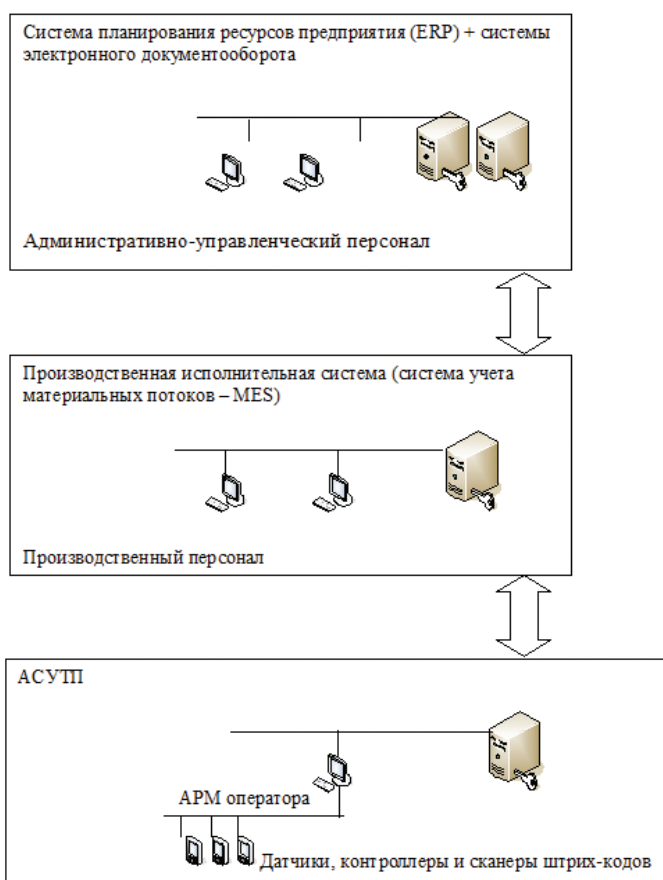 Система планирования ресурсов предприятия (ERP) + системы
электронного документооборота
Административно-управленческий персонал
Производственная исполнительная система (система учета
материальных потоков – MES)
Производственный персонал
АСУТП
АРМ оператора
Датчики, контроллеры и сканеры штрих-кодов